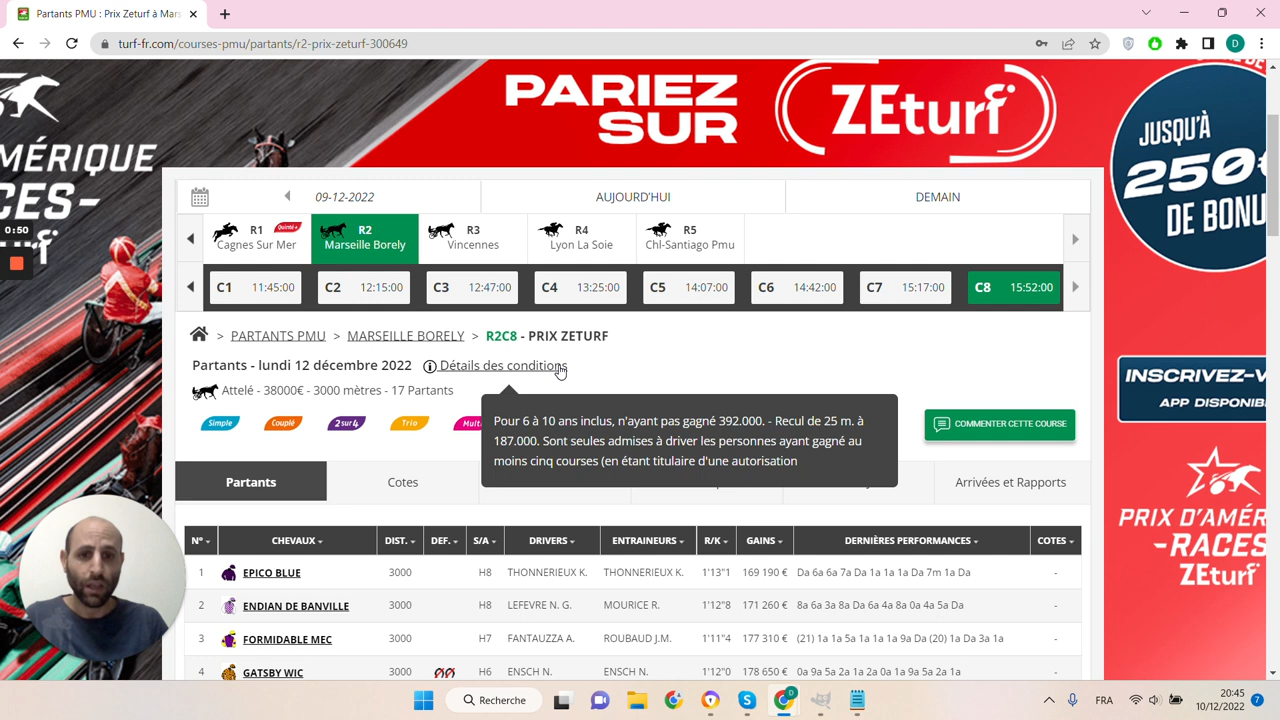 Partants PMU : Prix Zeturf à Mars
turf-fr.com/courses-pmu/partants/r2-prix-zeturf-300649
D
PARIEZ
SUR
ZEturf
MÉRIQUE
RACES-
JUSQU'À
250€
DE BONU
0:50
09-12-2022
AUJOURD'HUI
DEMAIN
R1
Quinté+
Cagnes Sur Mer
R2
Marseille Borely
R3
Vincennes
R4
Lyon La Soie
R5
Chl-Santiago Pmu
C1 11:45:00
C2 12:15:00
C3 12:47:00
C4 13:25:00
C5 14:07:00
C6 14:42:00
C7 15:17:00
C8 15:52:00
> PARTANTS PMU > MARSEILLE BORELY > R2C8 - PRIX ZETURF
Partants - lundi 12 décembre 2022
Détails des conditions
Attelé - 38000€ - 3000 mètres - 17 Partants
Pour 6 à 10 ans inclus, n'ayant pas gagné 392.000. - Recul de 25 m. à
187.000. Sont seules admises à driver les personnes ayant gagné au
moins cinq courses (en étant titulaire d'une autorisation
Simple
Couplé
2sur4
Trio
Multi
COMMENTER CETTE COURSE
INSCRIVEZ-V
APP DISPONIB
Partants
Cotes
Arrivées et Rapports
PRIX D'AMÉR
-RACES-
ZEturf
N° CHEVAUX DIST. DEF. S/A DRIVERS ENTRAINEURS R/K GAINS DERNIÈRES PERFORMANCES COTES
1 EPICO BLUE 3000 H8 THONNERIEUX K. THONNERIEUX K. 1'13"1 169 190 € Da 6a 6a 7a Da 1a 1a 1a Da 7m 1a Da -
2 ENDIAN DE BANVILLE 3000 H8 LEFEVRE N. G. MOURICE R. 1'12"8 171 260 € 8a 6a 3a 8a Da 6a 4a 8a 0a 4a 5a Da -
3 FORMIDABLE MEC 3000 H7 FANTAUZZA A. ROUBAUD J.M. 1'11"4 177 310 € (21) 1a 1a 5a 1a 1a 1a 9a Da (20) 1a Da 3a 1a -
4 GATSBY WIC 3000 H6 ENSCH N. ENSCH N. 1'12"0 178 650 € 0a 9a 5a 2a 1a 2a 0a 1a 9a 5a 2a 1a -
Recherche
D
FRA
20:45
10/12/2022
7